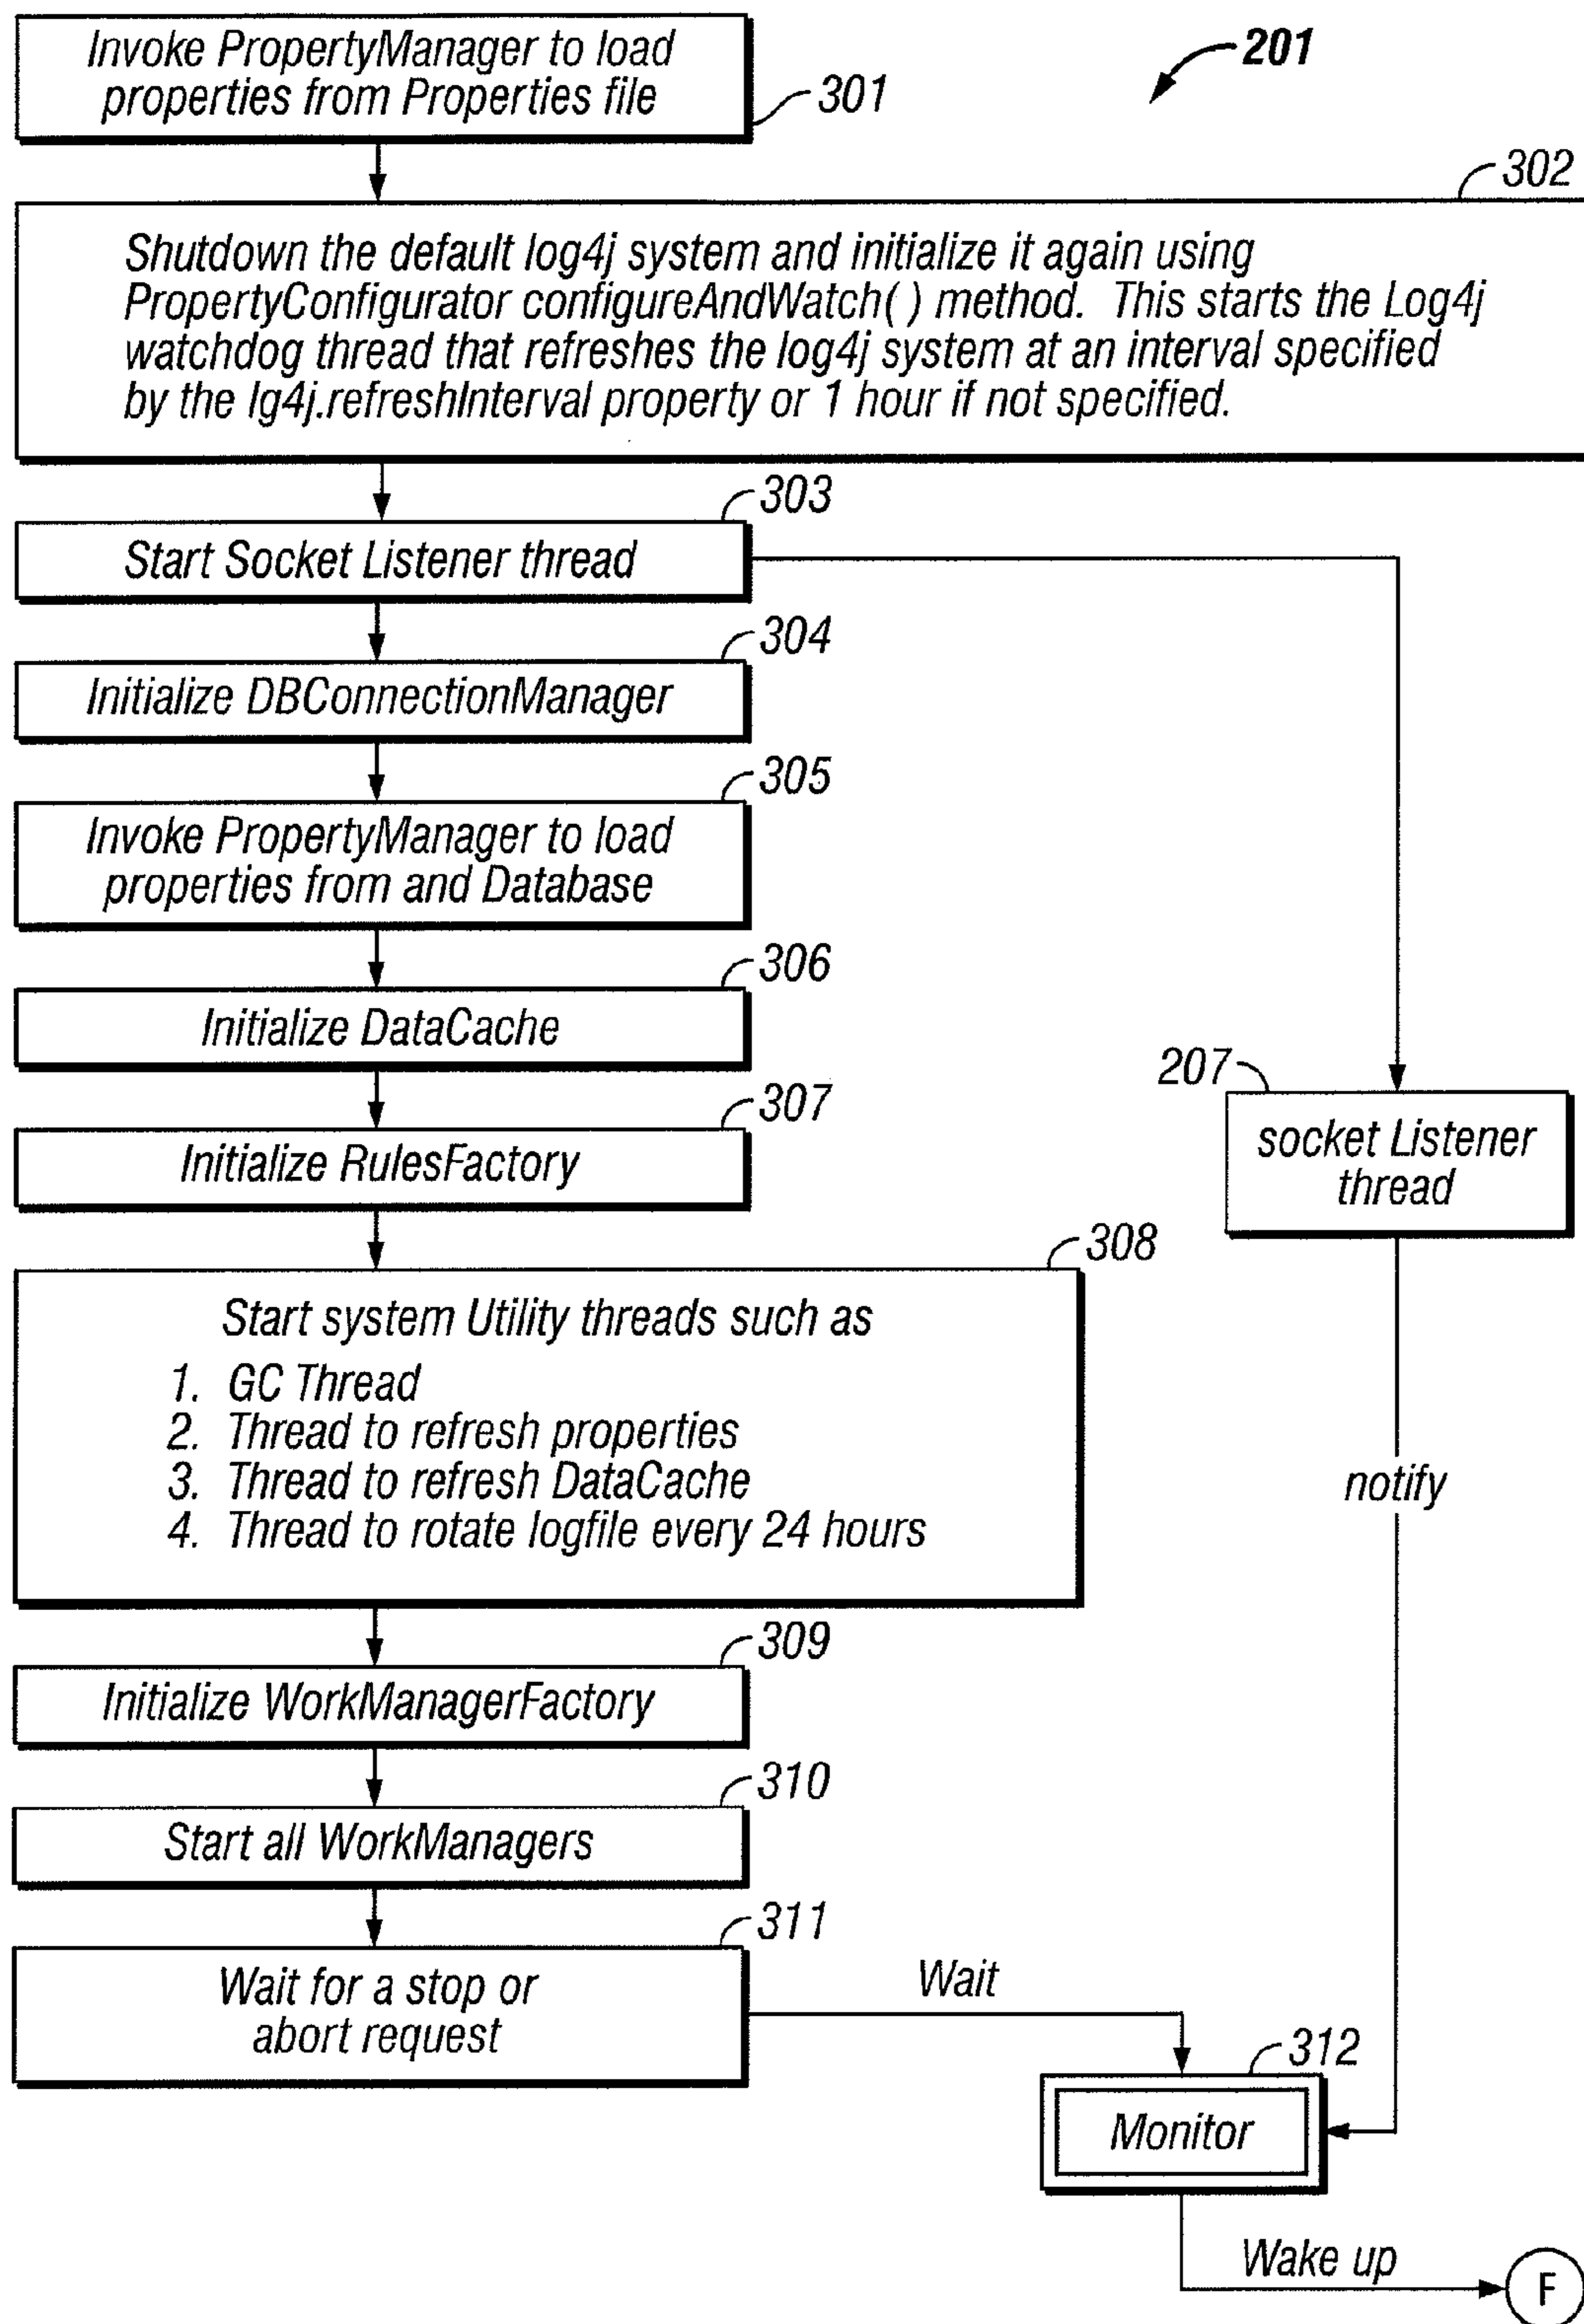 Invoke PropertyManager to load
properties from Properties file
301
201
302
Shutdown the default log4j system and initialize it again using
PropertyConfigurator configureAndWatch( ) method. This starts the Log4j
watchdog thread that refreshes the log4j system at an interval specified
by the lg4j.refreshInterval property or 1 hour if not specified.
303
Start Socket Listener thread
304
Initialize DBConnectionManager
305
Invoke PropertyManager to load
properties from and Database
306
Initialize DataCache
307
Initialize RulesFactory
207
socket Listener
thread
308
Start system Utility threads such as
1. GC Thread
2. Thread to refresh properties
3. Thread to refresh DataCache
4. Thread to rotate logfile every 24 hours
notify
309
Initialize WorkManagerFactory
310
Start all WorkManagers
311
Wait for a stop or
abort request
Wait
312
Monitor
Wake up
F